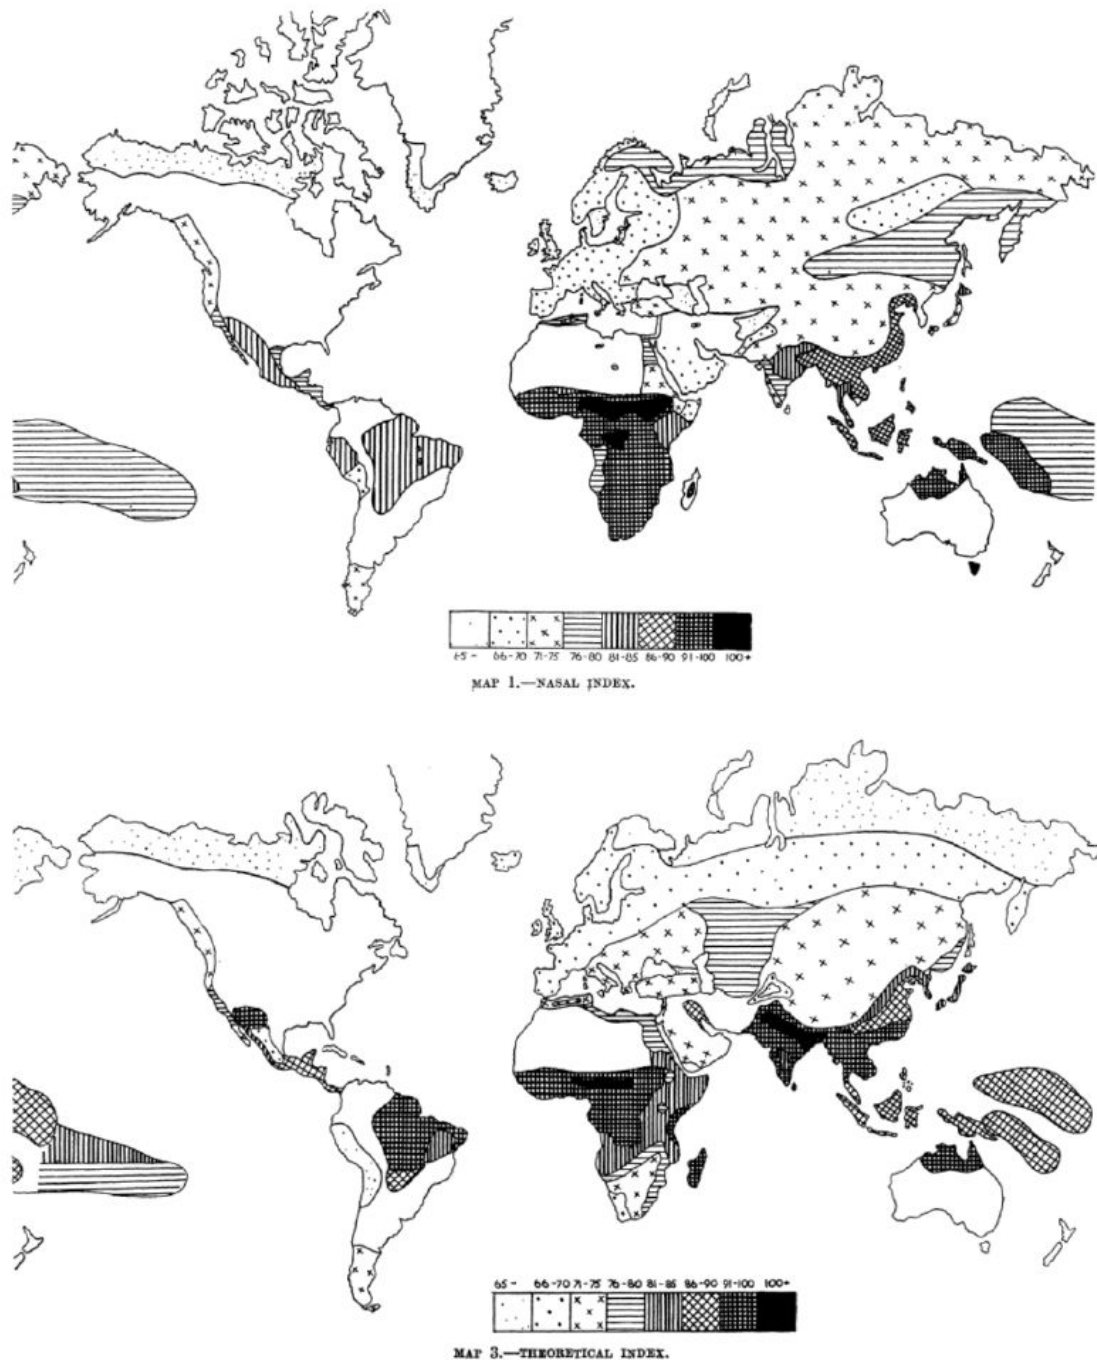 65- 66-70 71-75 76-80 81-85 86-90 91-100 100+
MAP 1.—NASAL INDEX.
65- 66-70 71-75 76-80 81-85 86-90 91-100 100+
MAP 3.—THEORETICAL INDEX.